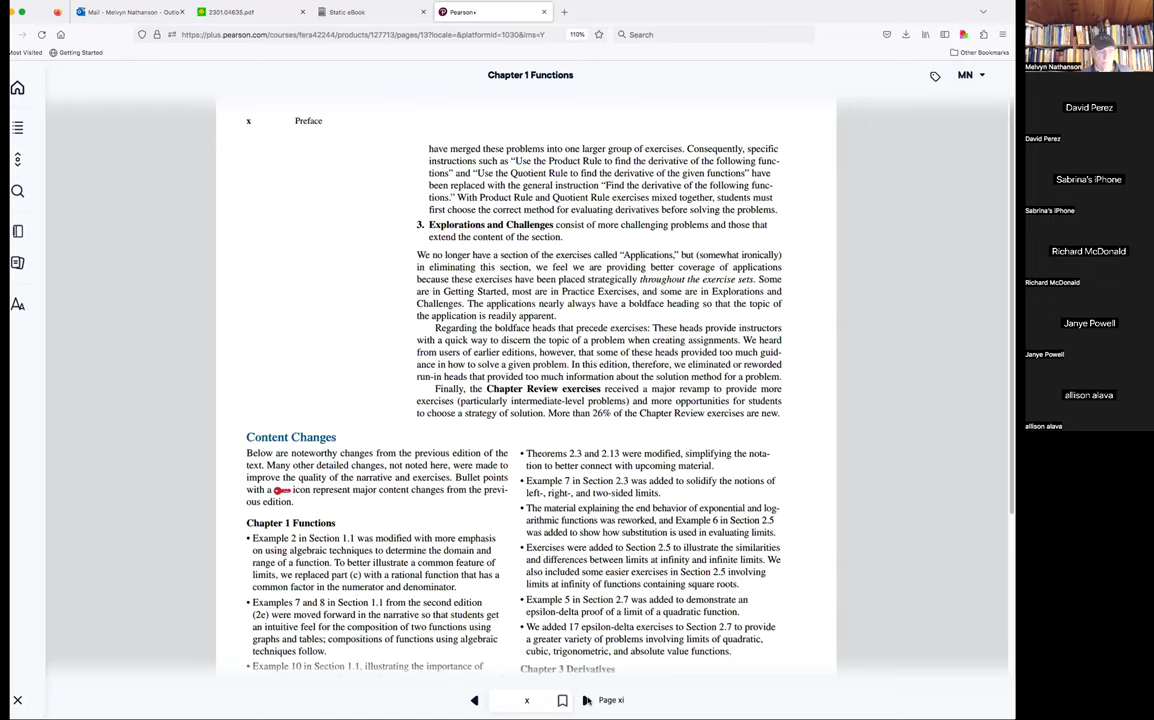 Mail - Melvyn Nathanson - Outlo
2301.04635.pdf
Static eBook
Pearson+
https://plus.pearson.com/courses/fera42244/products/127713/pages/13?locale=&platformId=1030&lms=Y
110%
Search
Most Visited
Getting Started
Other Bookmarks
Chapter 1 Functions
MN
x Preface
have merged these problems into one larger group of exercises. Consequently, specific
instructions such as “Use the Product Rule to find the derivative of the following func-
tions” and “Use the Quotient Rule to find the derivative of the given functions” have
been replaced with the general instruction “Find the derivative of the following func-
tions.” With Product Rule and Quotient Rule exercises mixed together, students must
first choose the correct method for evaluating derivatives before solving the problems.
3. Explorations and Challenges consist of more challenging problems and those that
extend the content of the section.
We no longer have a section of the exercises called “Applications,” but (somewhat ironically)
in eliminating this section, we feel we are providing better coverage of applications
because these exercises have been placed strategically throughout the exercise sets. Some
are in Getting Started, most are in Practice Exercises, and some are in Explorations and
Challenges. The applications nearly always have a boldface heading so that the topic of
the application is readily apparent.
Regarding the boldface heads that precede exercises: These heads provide instructors
with a quick way to discern the topic of a problem when creating assignments. We heard
from users of earlier editions, however, that some of these heads provided too much guid-
ance in how to solve a given problem. In this edition, therefore, we eliminated or reworded
run-in heads that provided too much information about the solution method for a problem.
Finally, the Chapter Review exercises received a major revamp to provide more
exercises (particularly intermediate-level problems) and more opportunities for students
to choose a strategy of solution. More than 26% of the Chapter Review exercises are new.
Content Changes
Below are noteworthy changes from the previous edition of the
text. Many other detailed changes, not noted here, were made to
improve the quality of the narrative and exercises. Bullet points
with a icon represent major content changes from the previ-
ous edition.
Chapter 1 Functions
• Example 2 in Section 1.1 was modified with more emphasis
on using algebraic techniques to determine the domain and
range of a function. To better illustrate a common feature of
limits, we replaced part (c) with a rational function that has a
common factor in the numerator and denominator.
• Examples 7 and 8 in Section 1.1 from the second edition
(2e) were moved forward in the narrative so that students get
an intuitive feel for the composition of two functions using
graphs and tables; compositions of functions using algebraic
techniques follow.
• Example 10 in Section 1.1, illustrating the importance of
• Theorems 2.3 and 2.13 were modified, simplifying the nota-
tion to better connect with upcoming material.
• Example 7 in Section 2.3 was added to solidify the notions of
left-, right-, and two-sided limits.
• The material explaining the end behavior of exponential and log-
arithmic functions was reworked, and Example 6 in Section 2.5
was added to show how substitution is used in evaluating limits.
• Exercises were added to Section 2.5 to illustrate the similarities
and differences between limits at infinity and infinite limits. We
also included some easier exercises in Section 2.5 involving
limits at infinity of functions containing square roots.
• Example 5 in Section 2.7 was added to demonstrate an
epsilon-delta proof of a limit of a quadratic function.
• We added 17 epsilon-delta exercises to Section 2.7 to provide
a greater variety of problems involving limits of quadratic,
cubic, trigonometric, and absolute value functions.
Chapter 3 Derivatives
x
Page xi
Melvyn Nathanson
David Perez
David Perez
Sabrina's iPhone
Sabrina's iPhone
Richard McDonald
Richard McDonald
Janye Powell
Janye Powell
allison alava
allison alava